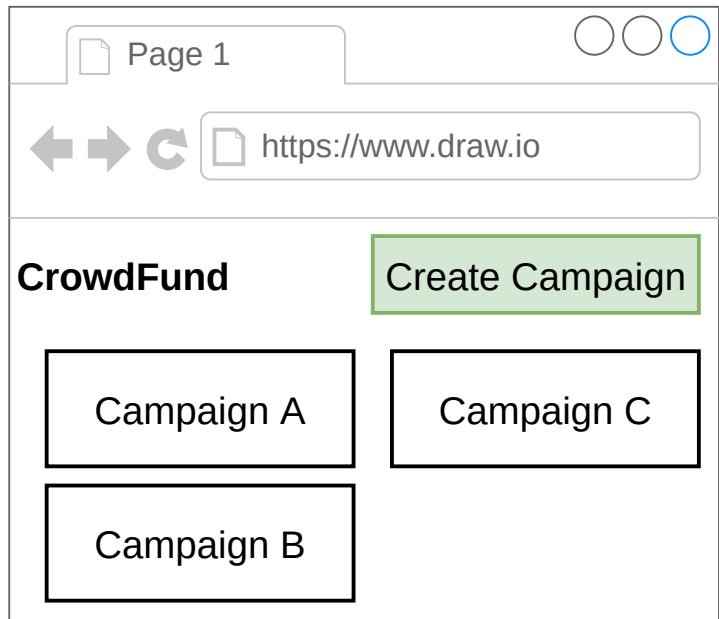 Page 1
https://www.draw.io
CrowdFund
Create Campaign
Campaign A
Campaign C
Campaign B